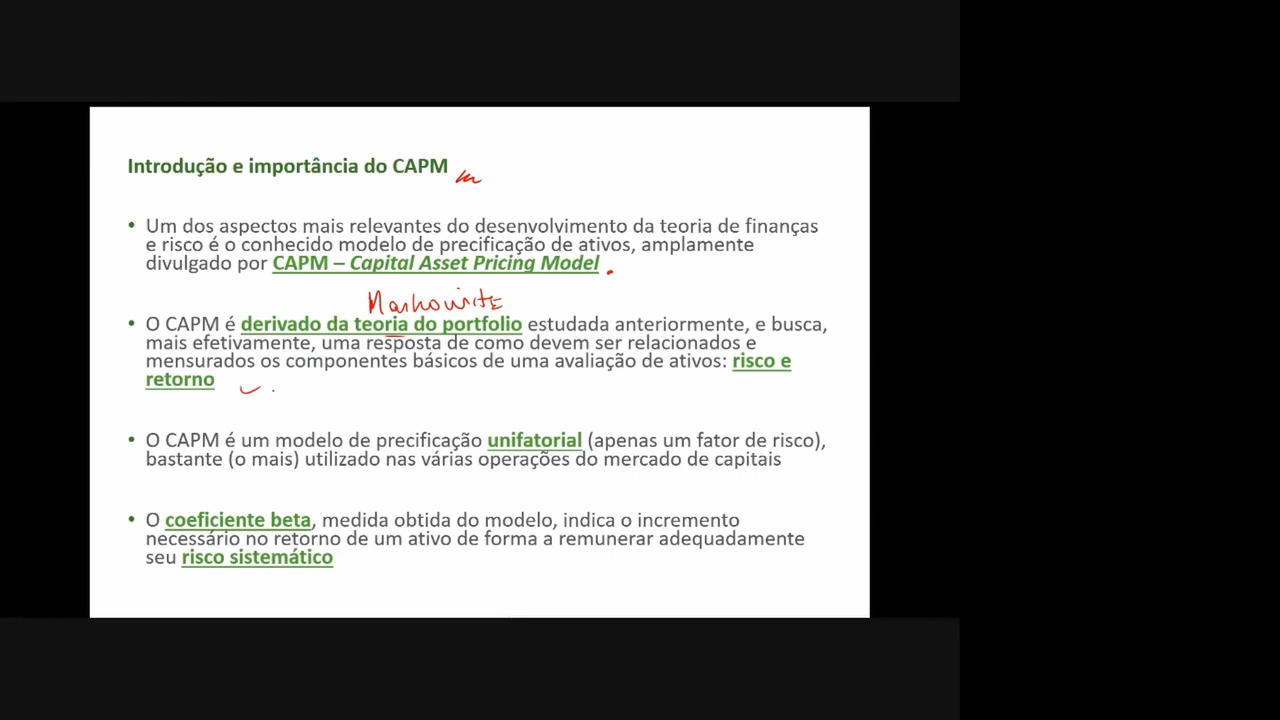 Introdução e importância do CAPM
• Um dos aspectos mais relevantes do desenvolvimento da teoria de finanças
e risco é o conhecido modelo de precificação de ativos, amplamente
divulgado por CAPM – Capital Asset Pricing Model
Markowitz
• O CAPM é derivado da teoria do portfolio estudada anteriormente, e busca,
mais efetivamente, uma resposta de como devem ser relacionados e
mensurados os componentes básicos de uma avaliação de ativos: risco e
retorno
• O CAPM é um modelo de precificação unifatorial (apenas um fator de risco),
bastante (o mais) utilizado nas várias operações do mercado de capitais
• O coeficiente beta, medida obtida do modelo, indica o incremento
necessário no retorno de um ativo de forma a remunerar adequadamente
seu risco sistemático